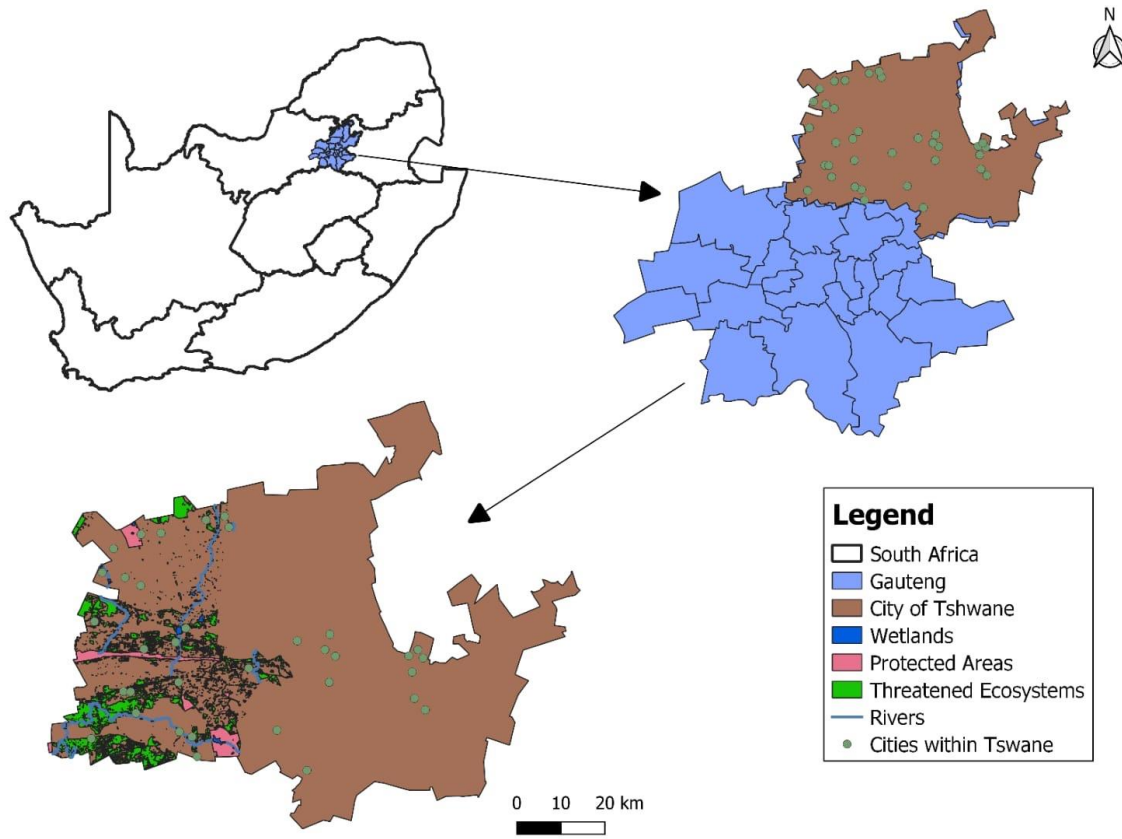 N
Legend
South Africa
Gauteng
City of Tshwane
Wetlands
Protected Areas
Threatened Ecosystems
Rivers
Cities within Tswane
0 10 20 km